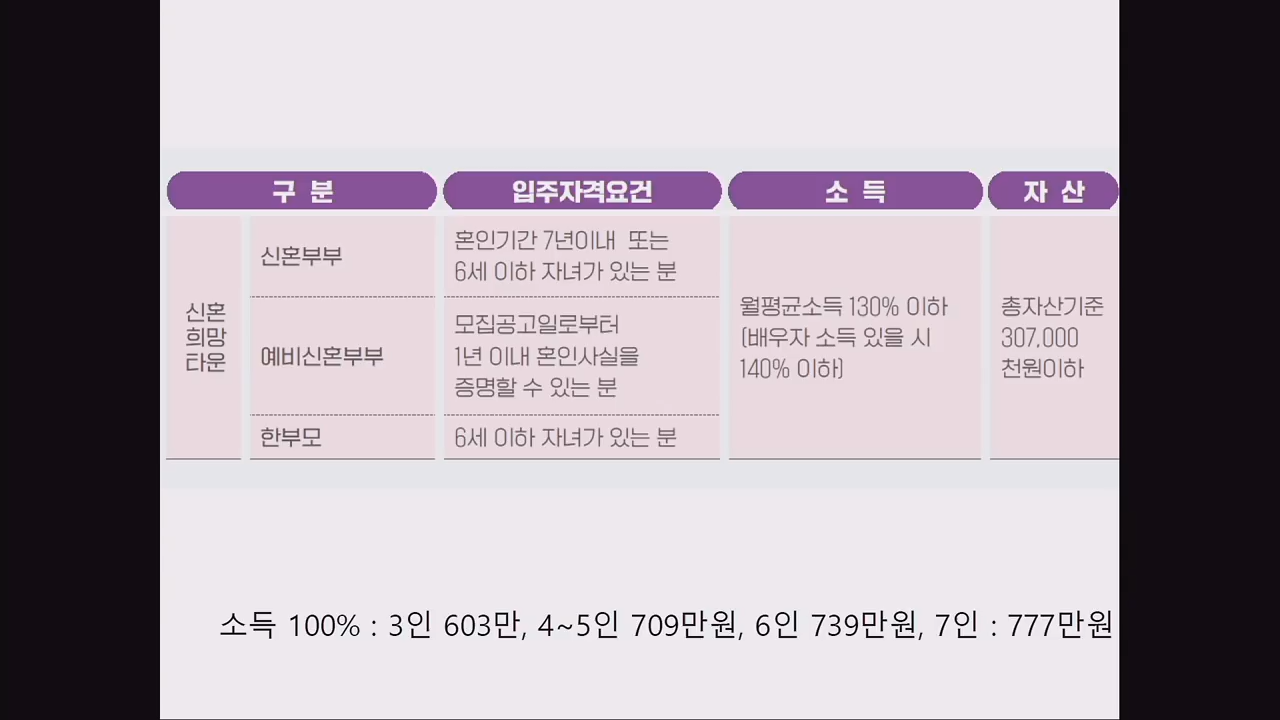 구 분 입주자격요건 소 득 자 산
신혼
희망
타운
신혼부부
혼인기간 7년이내 또는
6세 이하 자녀가 있는 분
예비신혼부부
모집공고일로부터
1년 이내 혼인사실을
증명할 수 있는 분
한부모
6세 이하 자녀가 있는 분
월평균소득 130% 이하
(배우자 소득 있을 시
140% 이하)
총자산기준
307,000
천원이하
소득 100% : 3인 603만, 4~5인 709만원, 6인 739만원, 7인 : 777만원